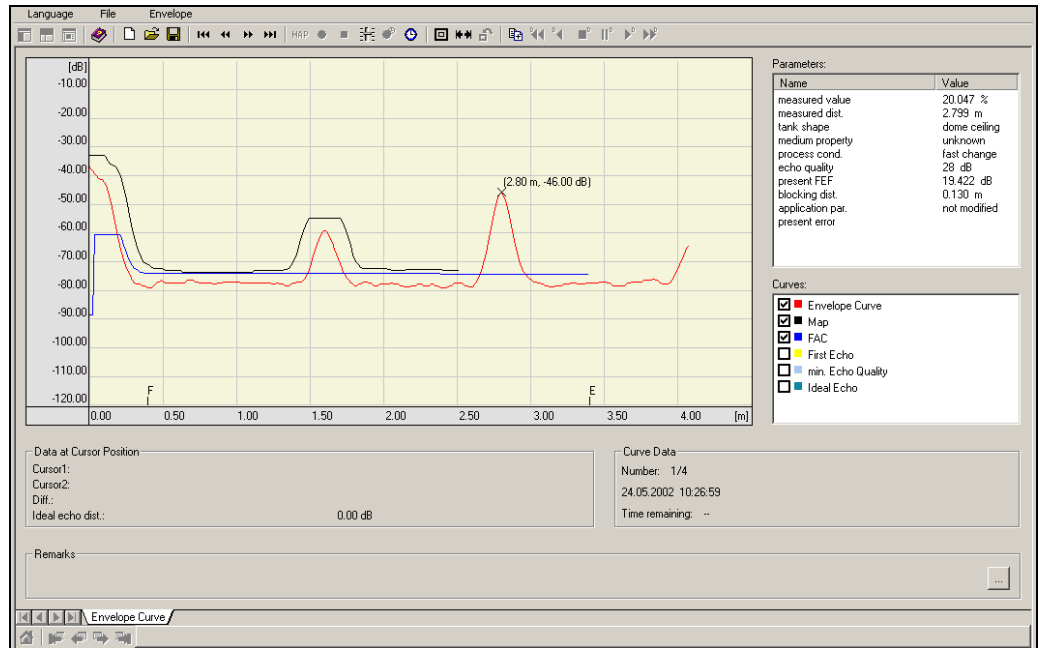 Language File Envelope
MAP
[dB]
-10.00
-20.00
-30.00
-40.00
-50.00
-60.00
-70.00
-80.00
-90.00
-100.00
-110.00
-120.00
(2.80 m, -46.00 dB)
F
E
0.00 0.50 1.00 1.50 2.00 2.50 3.00 3.50 4.00 [m]
Parameters:
Name Value
measured value 20.047 %
measured dist. 2.799 m
tank shape dome ceiling
medium property unknown
process cond. fast change
echo quality 28 dB
present FEF 19.422 dB
blocking dist. 0.130 m
application par. not modified
present error
Curves:
Envelope Curve
Map
FAC
First Echo
min. Echo Quality
Ideal Echo
Data at Cursor Position
Cursor1:
Cursor2:
Diff.:
Ideal echo dist.: 0.00 dB
Curve Data
Number: 1/4
24.05.2002 10:26:59
Time remaining: --
Remarks
...
Envelope Curve